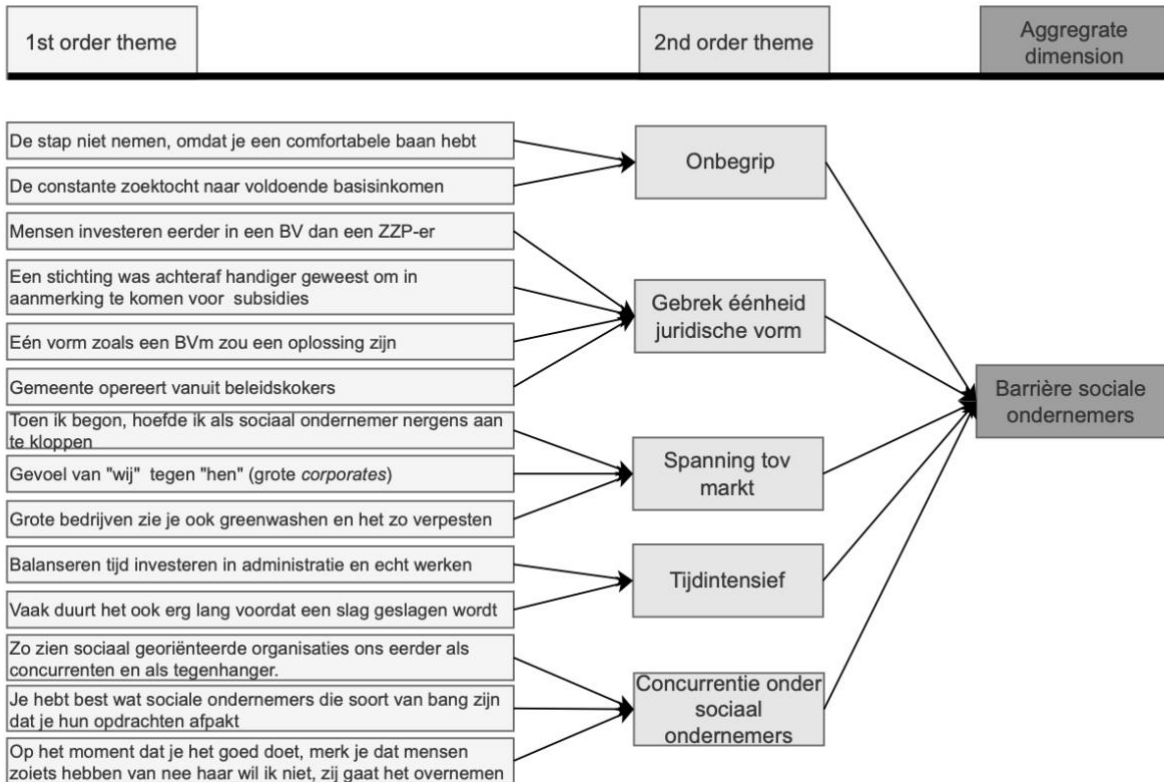 1st order theme
2nd order theme
Aggregrate
dimension
De stap niet nemen, omdat je een comfortabele baan hebt
De constante zoektocht naar voldoende basisinkomen
Mensen investeren eerder in een BV dan een ZZP-er
Een stichting was achteraf handiger geweest om in
aanmerking te komen voor subsidies
Eén vorm zoals een BVm zou een oplossing zijn
Gemeente opereert vanuit beleidskokers
Toen ik begon, hoefde ik als sociaal ondernemer nergens aan
te kloppen
Gevoel van "wij" tegen "hen" (grote corporates)
Grote bedrijven zie je ook greenwashen en het zo verpesten
Balanseren tijd investeren in administratie en echt werken
Vaak duurt het ook erg lang voordat een slag geslagen wordt
Zo zien sociaal georiënteerde organisaties ons eerder als
concurrenten en als tegenhanger.
Je hebt best wat sociale ondernemers die soort van bang zijn
dat je hun opdrachten afpakt
Op het moment dat je het goed doet, merk je dat mensen
zoiets hebben van nee haar wil ik niet, zij gaat het overnemen
Onbegrip
Gebrek éénheid
juridische vorm
Spanning tov
markt
Tijdintensief
Concurrentie onder
sociaal
ondernemers
Barrière sociale
ondernemers